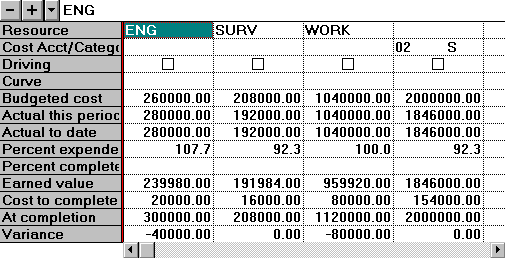 ENG
Resource ENG SURV WORK
Cost Acct/Catego 02 S
Driving
Curve
Budgeted cost 260000.00 208000.00 1040000.00 2000000.00
Actual this period 280000.00 192000.00 1040000.00 1846000.00
Actual to date 280000.00 192000.00 1040000.00 1846000.00
Percent expende 107.7 92.3 100.0 92.3
Percent complete
Earned value 239980.00 191984.00 959920.00 1846000.00
Cost to complete 20000.00 16000.00 80000.00 154000.00
At completion 300000.00 208000.00 1120000.00 2000000.00
Variance -40000.00 0.00 -80000.00 0.00